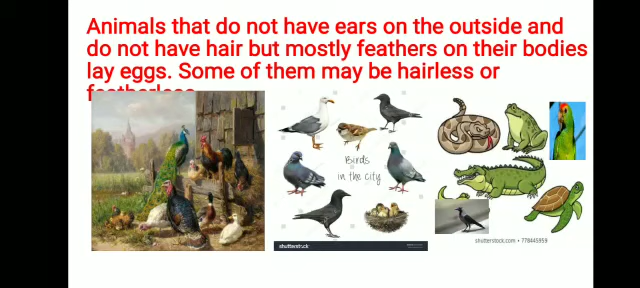 Animals that do not have ears on the outside and
do not have hair but mostly feathers on their bodies
lay eggs. Some of them may be hairless or
Birds
in the city
shutterstock
shutterstock.com • 778445959